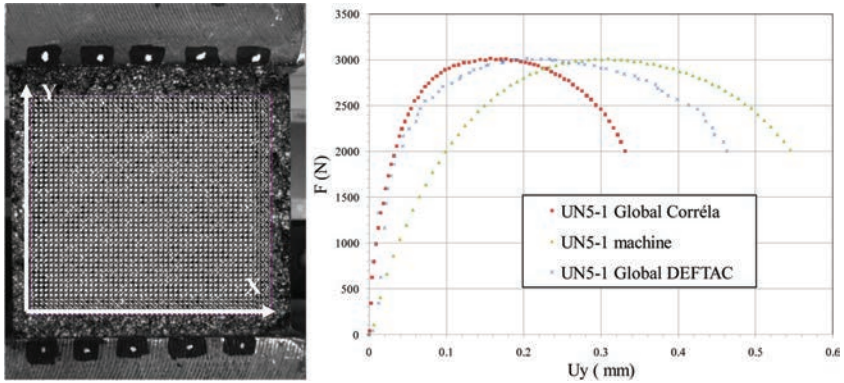 Y
X
3500
3000
2500
2000
1500
1000
500
0
F (N)
UN5-1 Global Corréla
UN5-1 machine
UN5-1 Global DEFTAC
0 0.1 0.2 0.3 0.4 0.5 0.6
Uy ( mm)